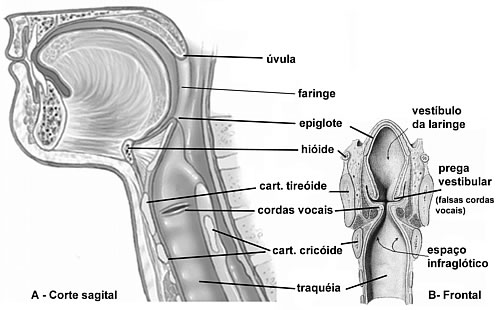 úvula
faringe
epiglote
hióide
cart. tireóide
cordas vocais
cart. cricóide
traquéia
A - Corte sagital
vestíbulo
da laringe
prega
vestibular
(falsas cordas
vocais)
espaço
infraglótico
B- Frontal